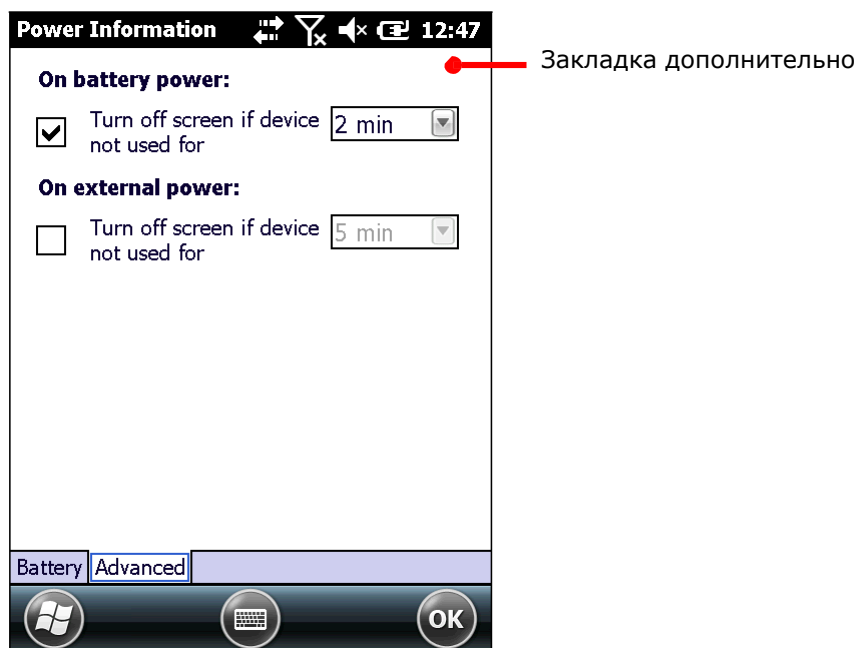 Power Information 12:47
Закладка дополнительно
On battery power:
Turn off screen if device
not used for
2 min
On external power:
Turn off screen if device
not used for
5 min
Battery Advanced
OK